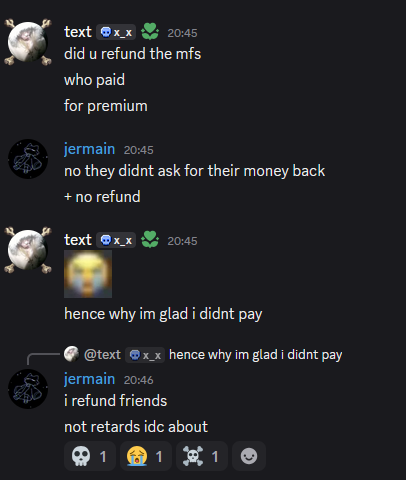 text x_x 20:45
did u refund the mfs
who paid
for premium
jermain 20:45
no they didnt ask for their money back
+ no refund
text x_x 20:45
hence why im glad i didnt pay
@text x_x hence why im glad i didnt pay
jermain 20:46
i refund friends
not retards idc about
1 1 1